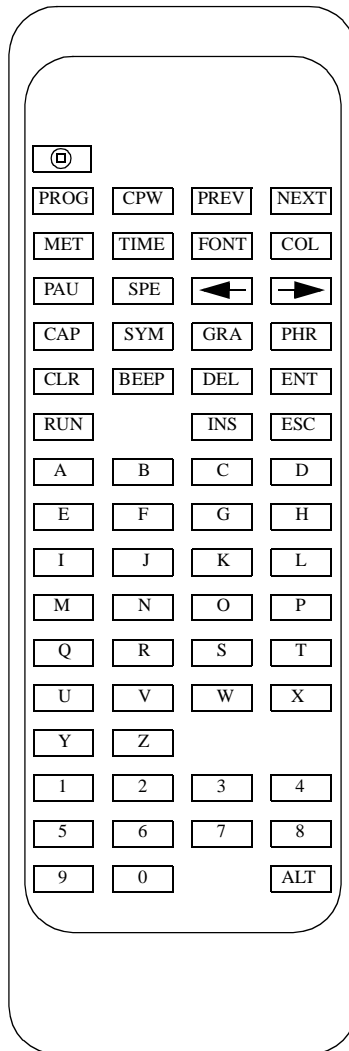 PROG CPW PREV NEXT
MET TIME FONT COL
PAU SPE
CAP SYM GRA PHR
CLR BEEP DEL ENT
RUN INS ESC
A B C D
E F G H
I J K L
M N O P
Q R S T
U V W X
Y Z
1 2 3 4
5 6 7 8
9 0 ALT